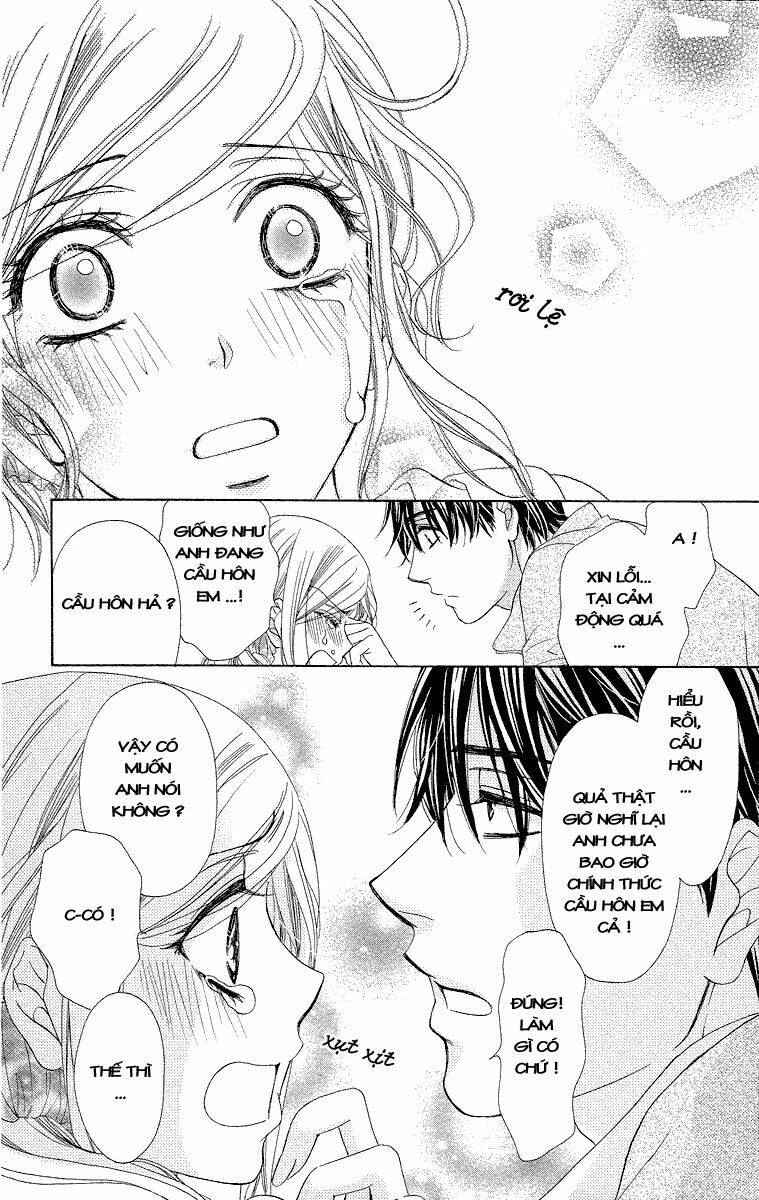 rơi lệ
A !
XIN LỖI...
TẠI CẢM
ĐỘNG QUÁ
...
GIỐNG NHƯ
ANH ĐANG
CẦU HÔN
EM ...!
CẦU HÔN HẢ ?
HIỂU
RỒI,
CẦU
HÔN
...
QUẢ THẬT
GIỜ NGHĨ LẠI
ANH CHƯA
BAO GIỜ
CHÍNH THỨC
CẦU HÔN EM
CẢ !
ĐÚNG!
LÀM
GÌ CÓ
CHỨ !
VẬY CÓ
MUỐN
ANH NÓI
KHÔNG ?
C-CÓ !
THẾ THÌ
...
xụt xịt